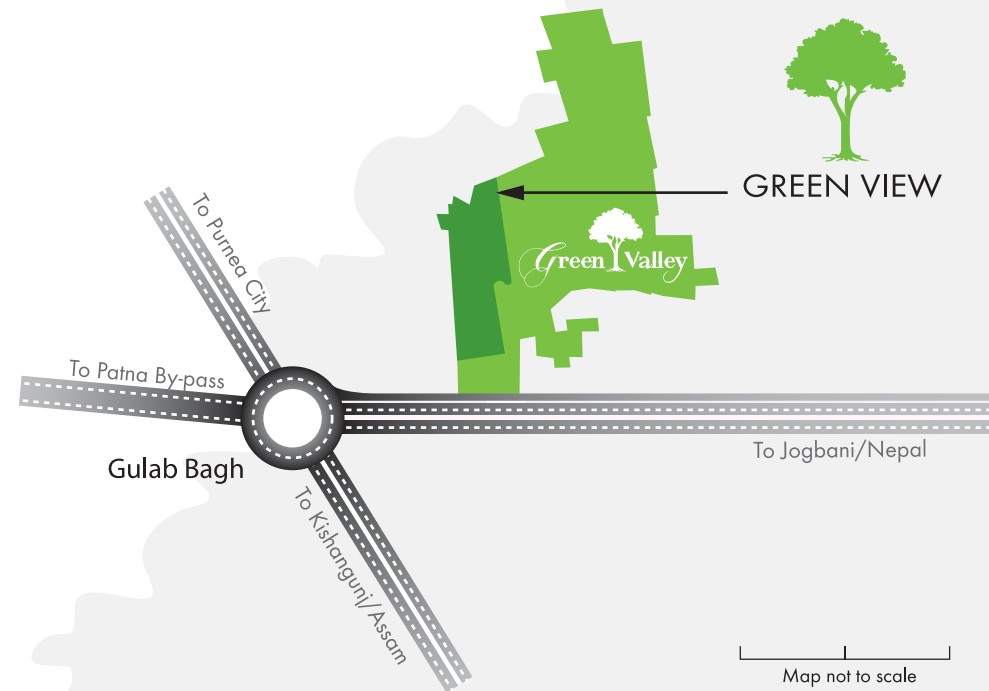 GREEN VIEW
Green Valley
To Purnea City
To Patna By-pass
Gulab Bagh
To Jogbani/Nepal
To Kishangunj/Assam
Map not to scale